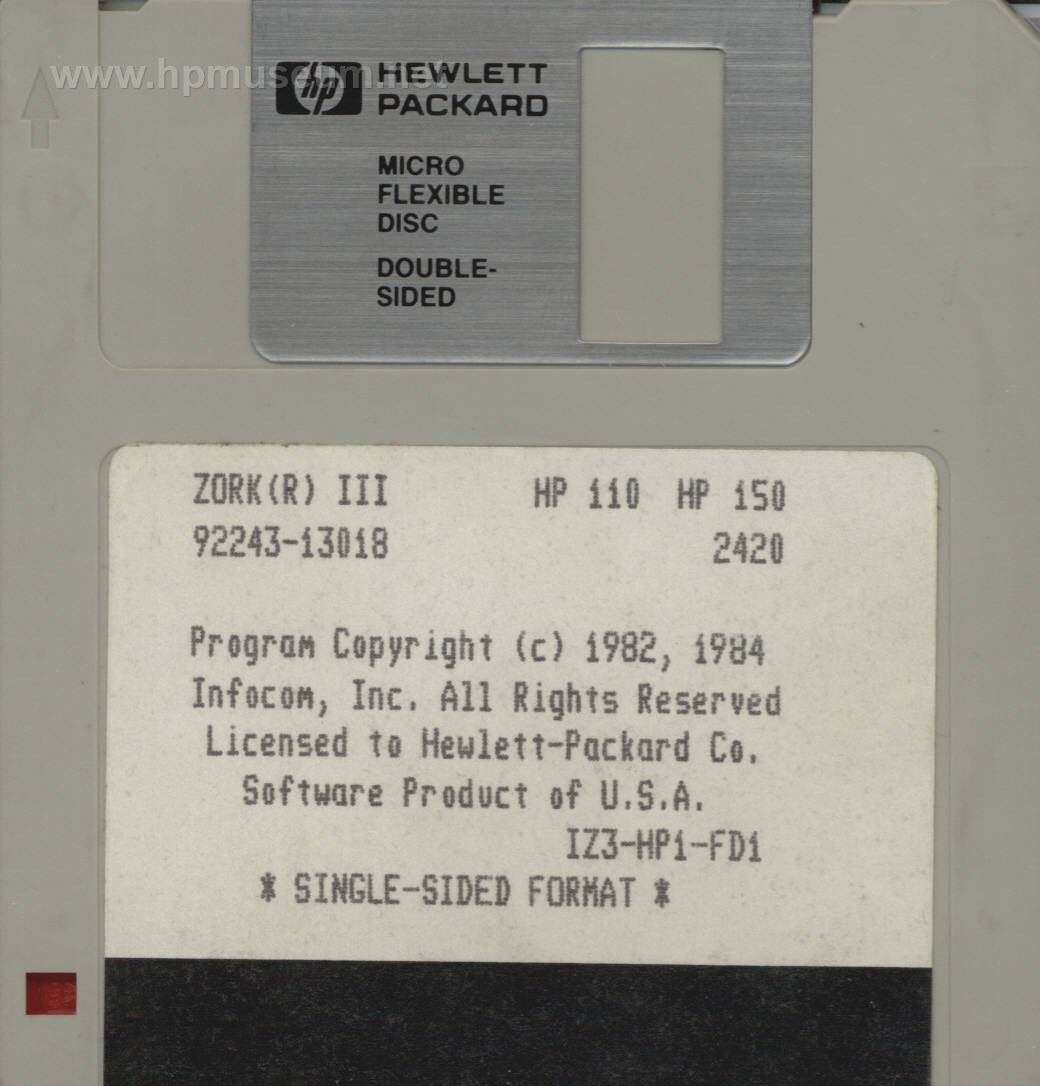 www.hpmuseum.net
hp HEWLETT
PACKARD
MICRO
FLEXIBLE
DISC
DOUBLE-
SIDED
ZORK(R) III HP 110 HP 150
92243-13018 2420
Program Copyright (c) 1982, 1984
Infocom, Inc. All Rights Reserved
Licensed to Hewlett-Packard Co.
Software Product of U.S.A.
IZ3-HP1-FD1
* SINGLE-SIDED FORMAT *